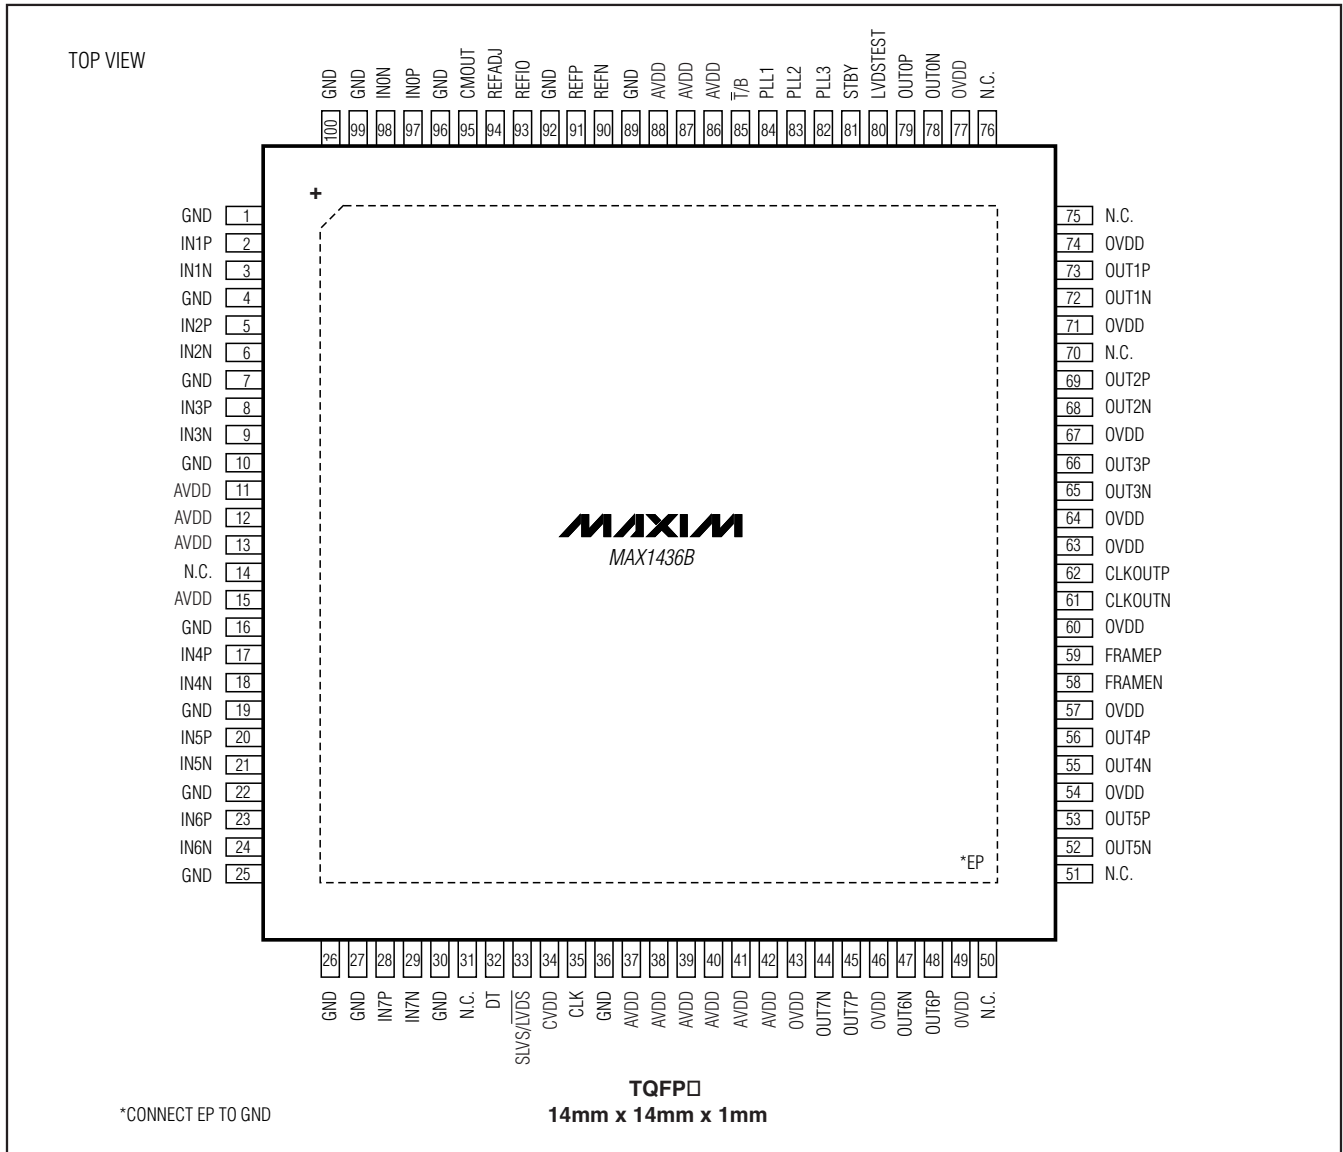 TOP VIEW
GND GND IN0N IN0P GND CMOUT REFADJ REFIO GND REFP REFN GND AVDD AVDD AVDD T/B PLL1 PLL2 PLL3 STBY LVDSTEST OUT0P OUT0N OVDD N.C.
100 99 98 97 96 95 94 93 92 91 90 89 88 87 86 85 84 83 82 81 80 79 78 77 76
+
GND 1 75 N.C.
IN1P 2 74 OVDD
IN1N 3 73 OUT1P
GND 4 72 OUT1N
IN2P 5 71 OVDD
IN2N 6 70 N.C.
GND 7 69 OUT2P
IN3P 8 68 OUT2N
IN3N 9 67 OVDD
GND 10 66 OUT3P
AVDD 11 65 OUT3N
AVDD 12 64 OVDD
AVDD 13 63 OVDD
N.C. 14 62 CLKOUTP
AVDD 15 61 CLKOUTN
GND 16 60 OVDD
IN4P 17 59 FRAMEP
IN4N 18 58 FRAMEN
GND 19 57 OVDD
IN5P 20 56 OUT4P
IN5N 21 55 OUT4N
GND 22 54 OVDD
IN6P 23 53 OUT5P
IN6N 24 52 OUT5N
GND 25 51 N.C.
MAXIM
MAX1436B
*EP
26 27 28 29 30 31 32 33 34 35 36 37 38 39 40 41 42 43 44 45 46 47 48 49 50
GND GND IN7P IN7N GND N.C. DT SLVS/LVDS CVDD CLK GND AVDD AVDD AVDD AVDD AVDD AVDD OVDD OUT7N OUT7P OVDD OUT6N OUT6P OVDD N.C.
TQFP□
14mm x 14mm x 1mm
*CONNECT EP TO GND